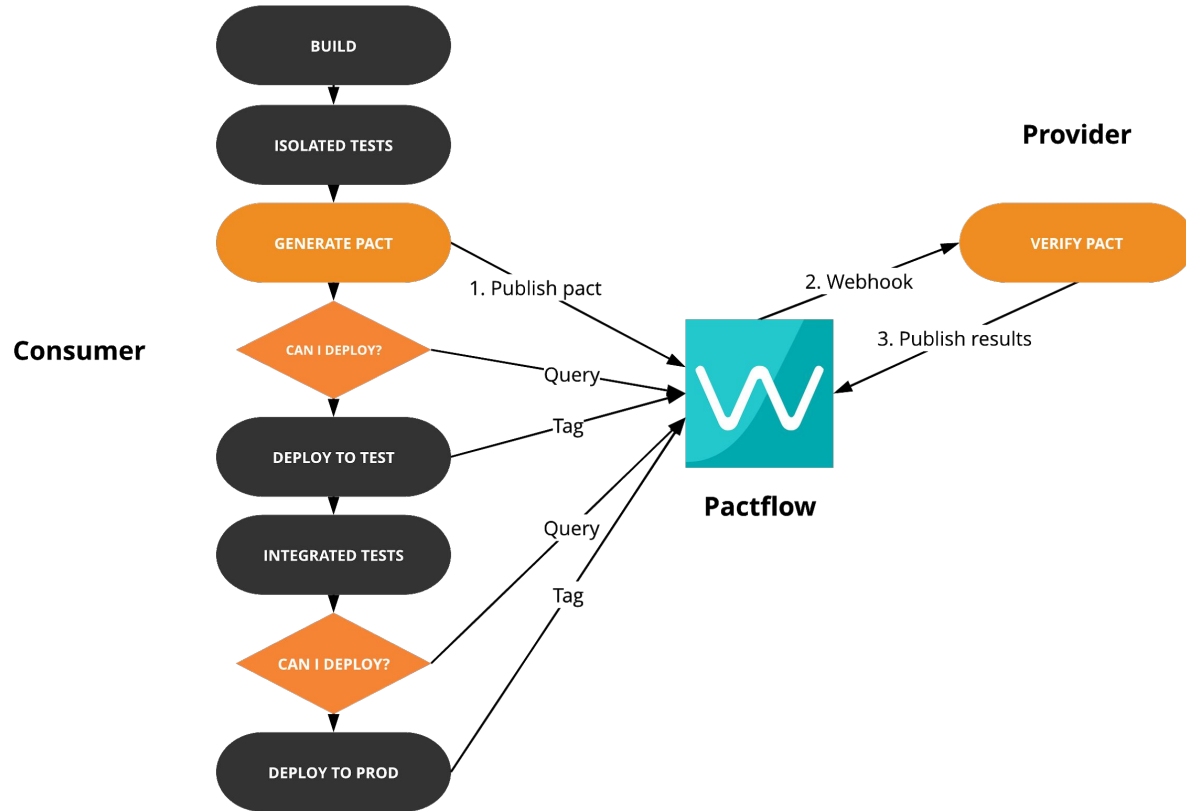 BUILD
ISOLATED TESTS
Provider
GENERATE PACT
VERIFY PACT
1. Publish pact
2. Webhook
Consumer
CAN I DEPLOY?
3. Publish results
Query
Tag
DEPLOY TO TEST
Pactflow
INTEGRATED TESTS
Query
Tag
CAN I DEPLOY?
DEPLOY TO PROD